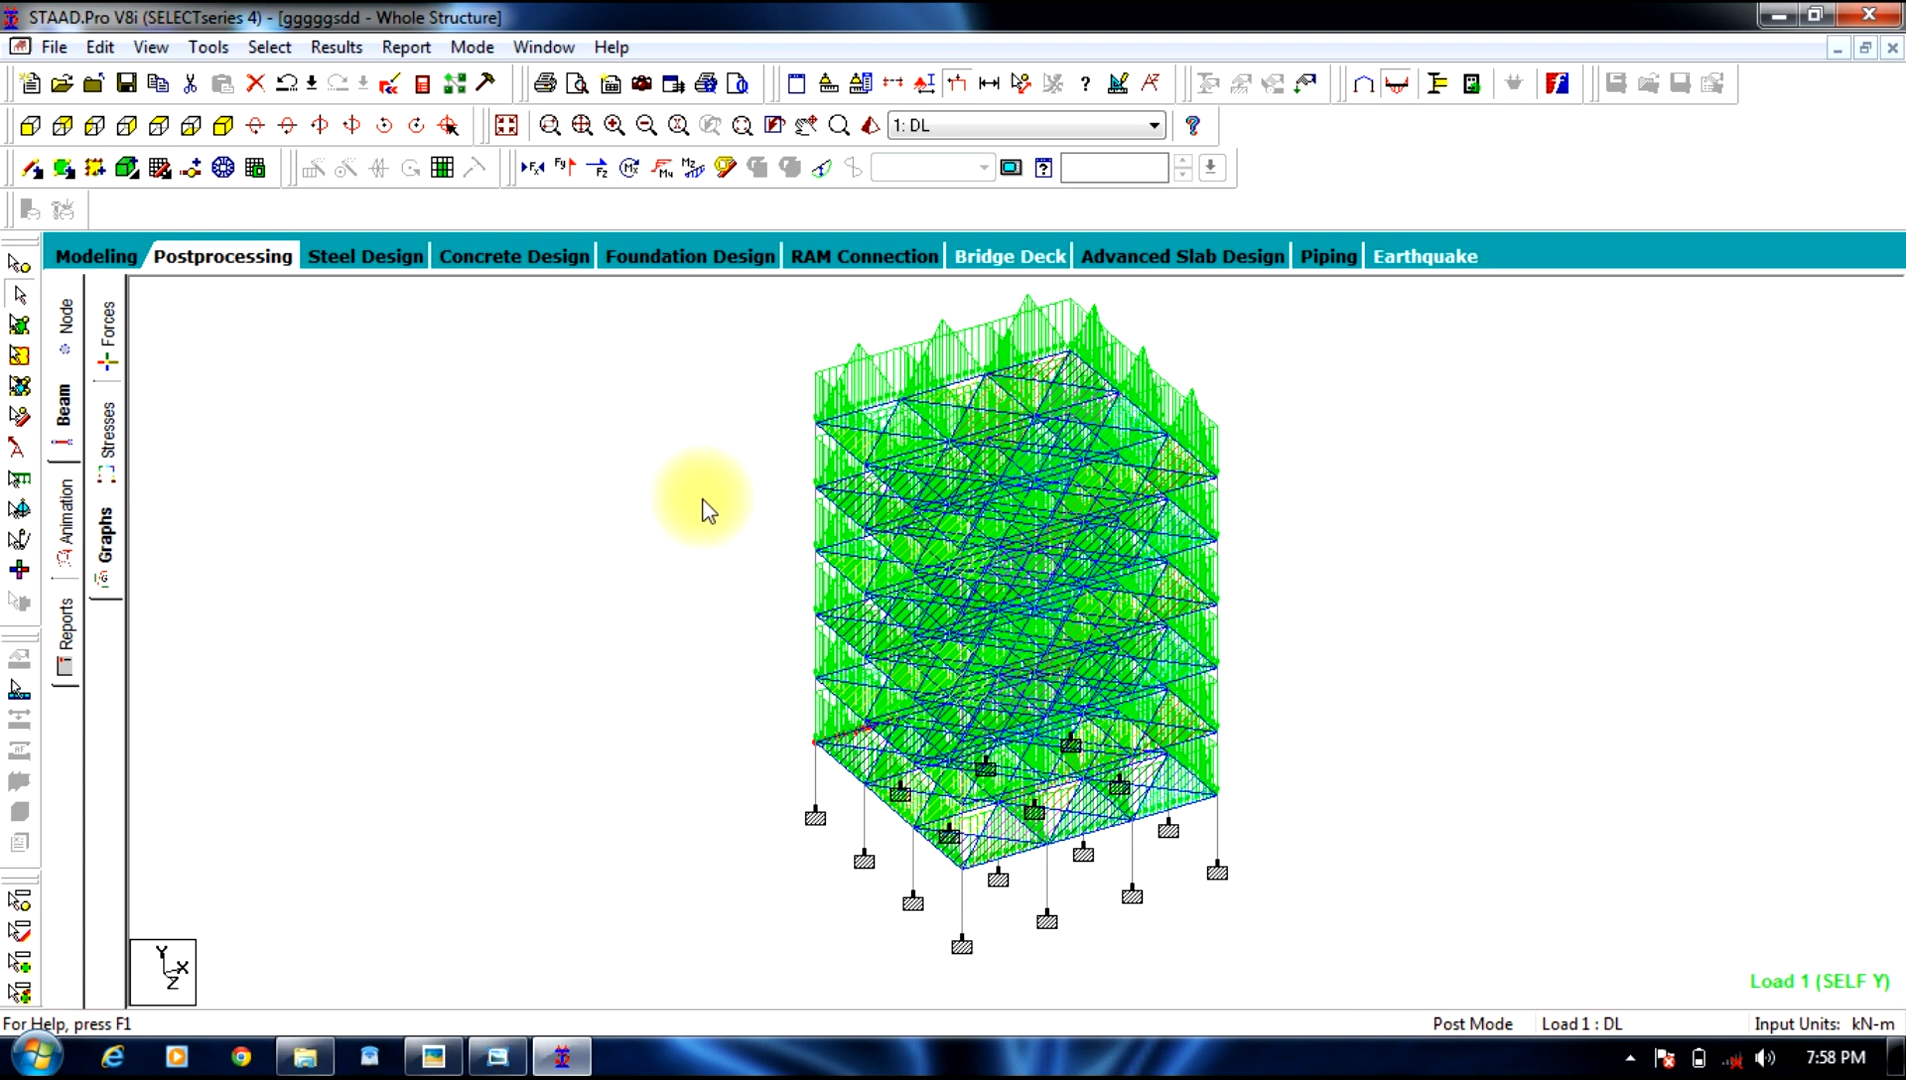 STAAD.Pro V8i (SELECTseries 4) - [gggggsdd - Whole Structure]
File Edit View Tools Select Results Report Mode Window Help
1: DL
Modeling Postprocessing Steel Design Concrete Design Foundation Design RAM Connection Bridge Deck Advanced Slab Design Piping Earthquake
Node
Beam
Animation
Reports
Forces
Stresses
Graphs
Y
X
Z
Load 1 (SELF Y)
For Help, press F1
Post Mode Load 1 : DL Input Units: kN-m
7:58 PM